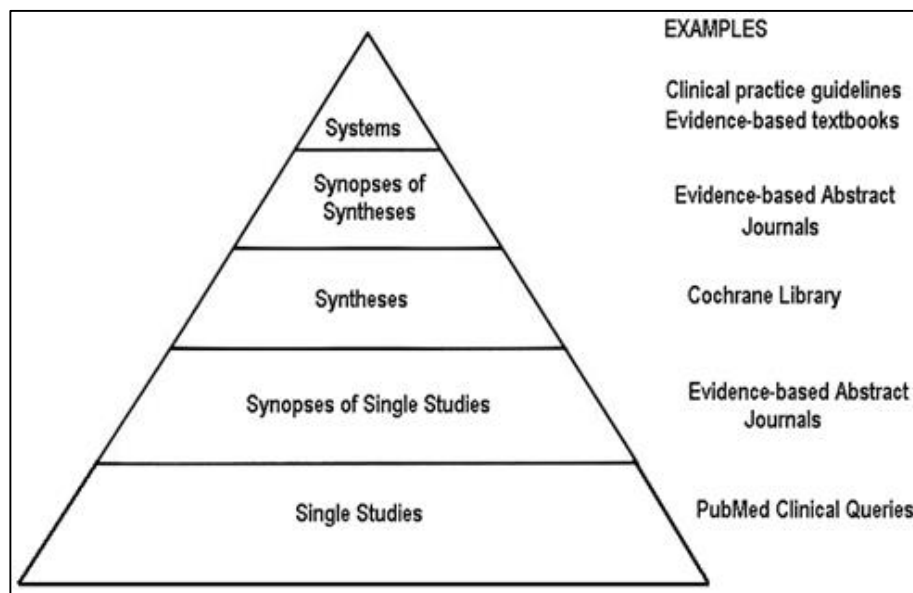 EXAMPLES
Clinical practice guidelines
Evidence-based textbooks
Systems
Synopses of
Syntheses
Evidence-based Abstract
Journals
Syntheses
Cochrane Library
Synopses of Single Studies
Evidence-based Abstract
Journals
Single Studies
PubMed Clinical Queries